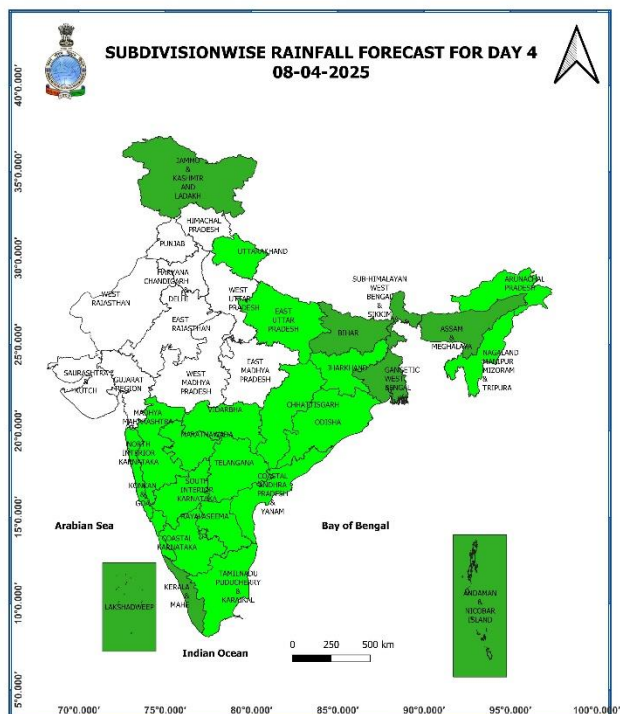 SUBDIVISIONWISE RAINFALL FORECAST FOR DAY 4
08-04-2025
40°0.000'
35°0.000'
30°0.000'
25°0.000'
20°0.000'
15°0.000'
10°0.000'
5°0.000'
JAMMU
&
KASHMIR
AND
LADAKH
HIMACHAL
PRADESH
PUNJAB
UTTARAKHAND
HARYANA
CHANDIGARH
&
DELHI
WEST
UTTAR
PRADESH
WEST
RAJASTHAN
EAST
RAJASTHAN
EAST
UTTAR
PRADESH
SUB-HIMALAYAN
WEST
BENGAL
&
SIKKIM
ARUNACHAL
PRADESH
BIHAR
ASSAM
&
MEGHALAYA
NAGALAND
MANIPUR
MIZORAM
&
TRIPURA
SAURASHTRA
&
KUTCH
GUJARAT
REGION
WEST
MADHYA
PRADESH
EAST
MADHYA
PRADESH
JHARKHAND
GANGETIC
WEST
BENGAL
CHHATTISGARH
ODISHA
MADHYA
MAHARASHTRA
VIDARBHA
MARATHAWADA
NORTH
INTERIOR
KARNATAKA
TELANGANA
KONKAN
&
GOA
SOUTH
INTERIOR
KARNATAKA
COASTAL
ANDHRA
PRADESH
&
YANAM
RAYALASEEMA
COASTAL
KARNATAKA
TAMILNADU
PUDUCHERRY
&
KARAIKAL
KERALA
&
MAHE
Arabian Sea
Bay of Bengal
LAKSHADWEEP
ANDAMAN
&
NICOBAR
ISLAND
Indian Ocean
0 250 500 km
70°0.000' 75°0.000' 80°0.000' 85°0.000' 90°0.000' 95°0.000' 100°0.000'